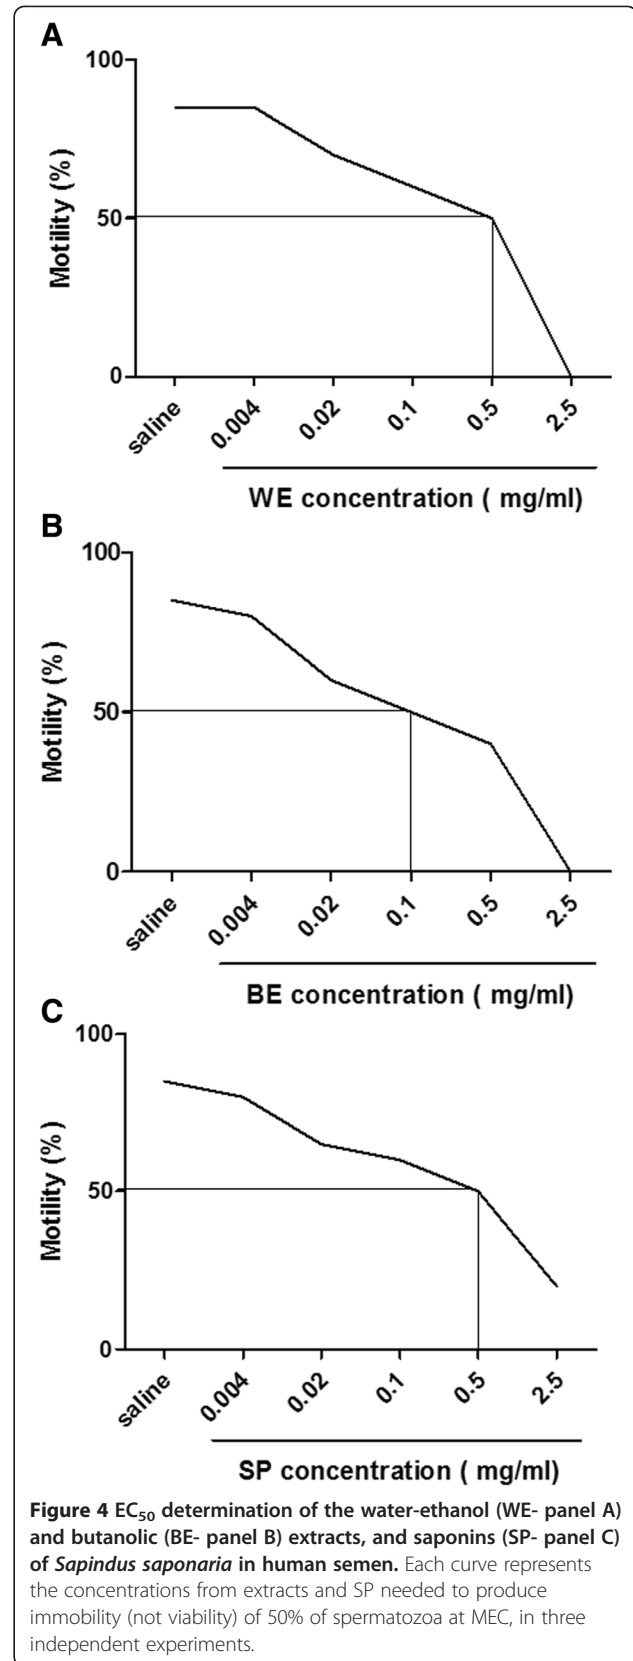 A
100
50
0
Motility (%)
saline 0.004 0.02 0.1 0.5 2.5
WE concentration ( mg/ml)
B
100
50
0
Motility (%)
saline 0.004 0.02 0.1 0.5 2.5
BE concentration ( mg/ml)
C
100
50
0
Motility (%)
saline 0.004 0.02 0.1 0.5 2.5
SP concentration ( mg/ml)
Figure 4 EC50 determination of the water-ethanol (WE- panel A)
and butanolic (BE- panel B) extracts, and saponins (SP- panel C)
of Sapindus saponaria in human semen. Each curve represents
the concentrations from extracts and SP needed to produce
immobility (not viability) of 50% of spermatozoa at MEC, in three
independent experiments.